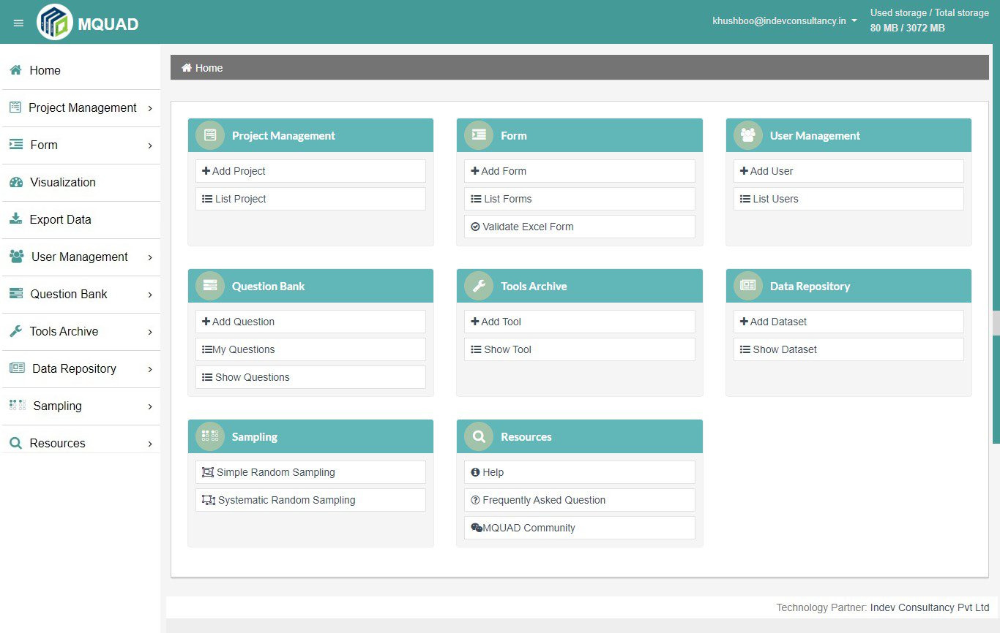 MQUAD
khushboo@indevconsultancy.in
Used storage / Total storage
80 MB / 3072 MB
Home
Project Management
Form
Visualization
Export Data
User Management
Question Bank
Tools Archive
Data Repository
Sampling
Resources
Home
Project Management
Add Project
List Project
Form
Add Form
List Forms
Validate Excel Form
User Management
Add User
List Users
Question Bank
Add Question
My Questions
Show Questions
Tools Archive
Add Tool
Show Tool
Data Repository
Add Dataset
Show Dataset
Sampling
Simple Random Sampling
Systematic Random Sampling
Resources
Help
Frequently Asked Question
MQUAD Community
Technology Partner: Indev Consultancy Pvt Ltd